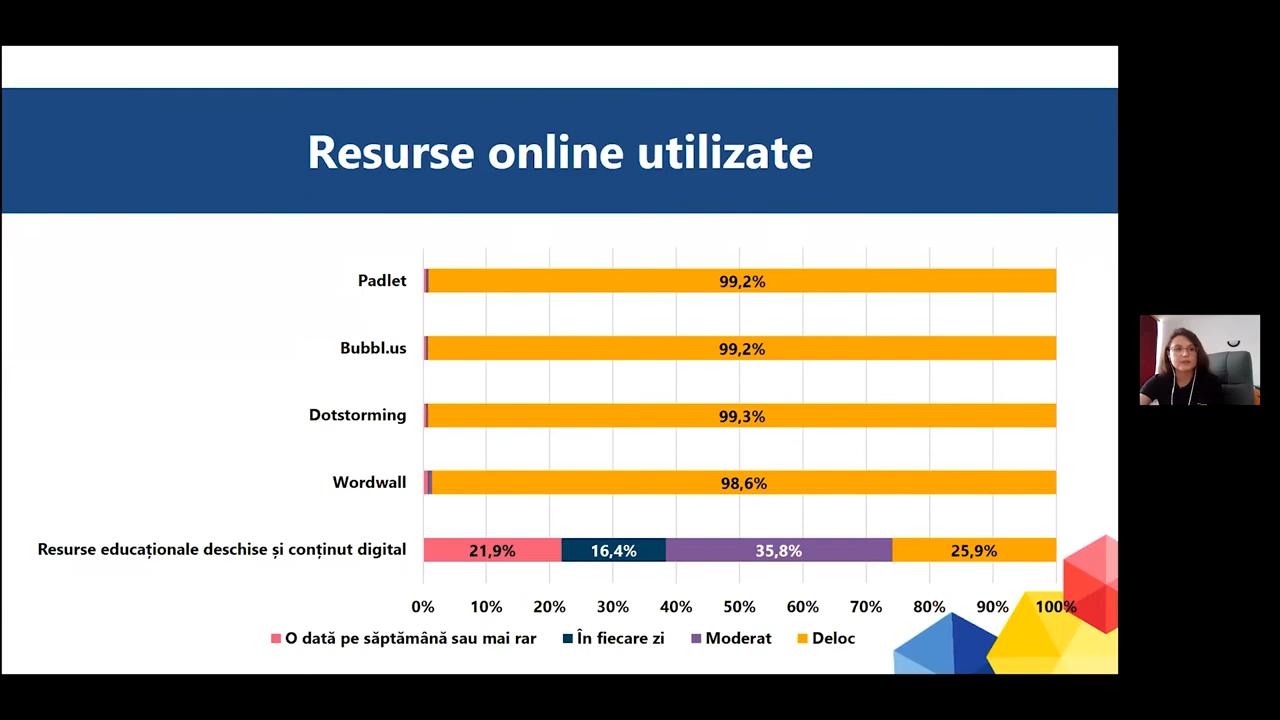 Resurse online utilizate
Padlet
99,2%
Bubbl.us
99,2%
Dotstorming
99,3%
Wordwall
98,6%
Resurse educaționale deschise și conținut digital
21,9% 16,4% 35,8% 25,9%
0% 10% 20% 30% 40% 50% 60% 70% 80% 90% 100%
O dată pe săptămână sau mai rar În fiecare zi Moderat Deloc